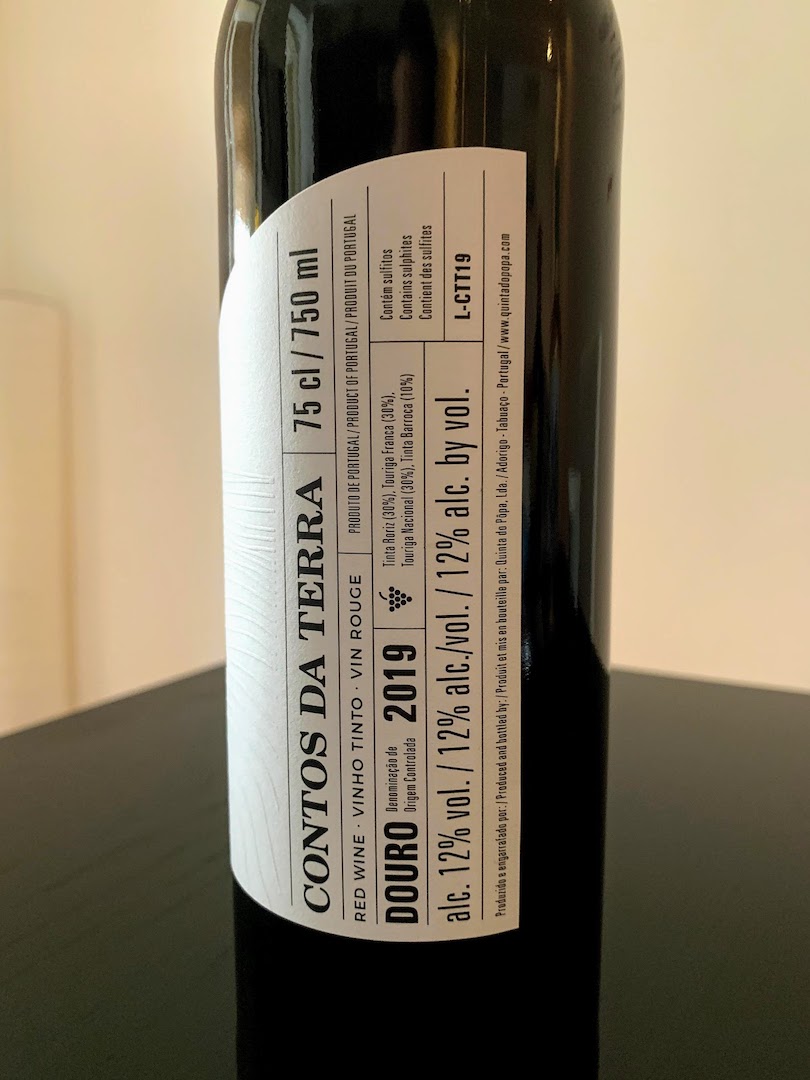 CONTOS DA TERRA
75 cl / 750 ml
RED WINE · VINHO TINTO · VIN ROUGE
PRODUTO DE PORTUGAL / PRODUCT OF PORTUGAL / PRODUIT DU PORTUGAL
DOURO
Denominação de
Origem Controlada
2019
Tinta Roriz (30%), Touriga Franca (30%),
Touriga Nacional (30%), Tinta Barroca (10%)
Contém sulfitos
Contains sulphites
Contient des sulfites
alc. 12% vol. / 12% alc./vol. / 12% alc. by vol.
L-CTT19
Produzido e engarrafado por: / Produced and bottled by: / Produit et mis en bouteille par: Quinta do Pôpa, Lda. / Adorigo - Tabuaço - Portugal / www.quintadopopa.com